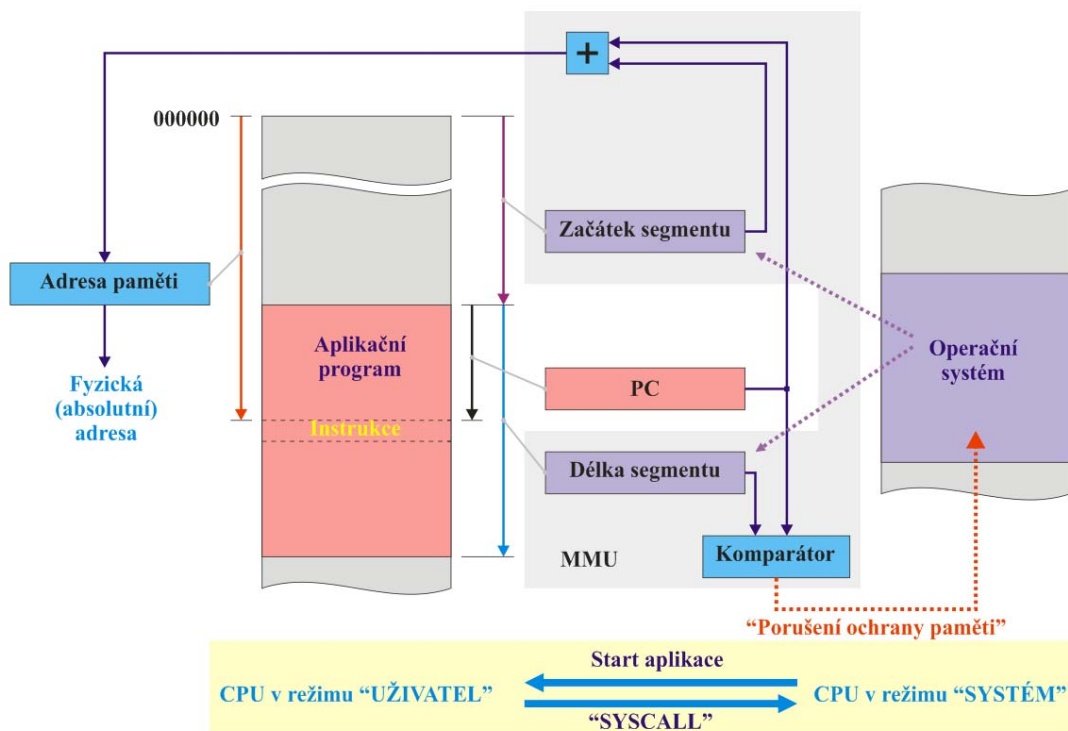 +
000000
Začátek segmentu
Adresa paměti
Aplikační
program
Operační
systém
Fyzická
(absolutní)
adresa
PC
Instrukce
Délka segmentu
MMU
Komparátor
“Porušení ochrany paměti”
Start aplikace
CPU v režimu “UŽIVATEL”
CPU v režimu “SYSTÉM”
“SYSCALL”